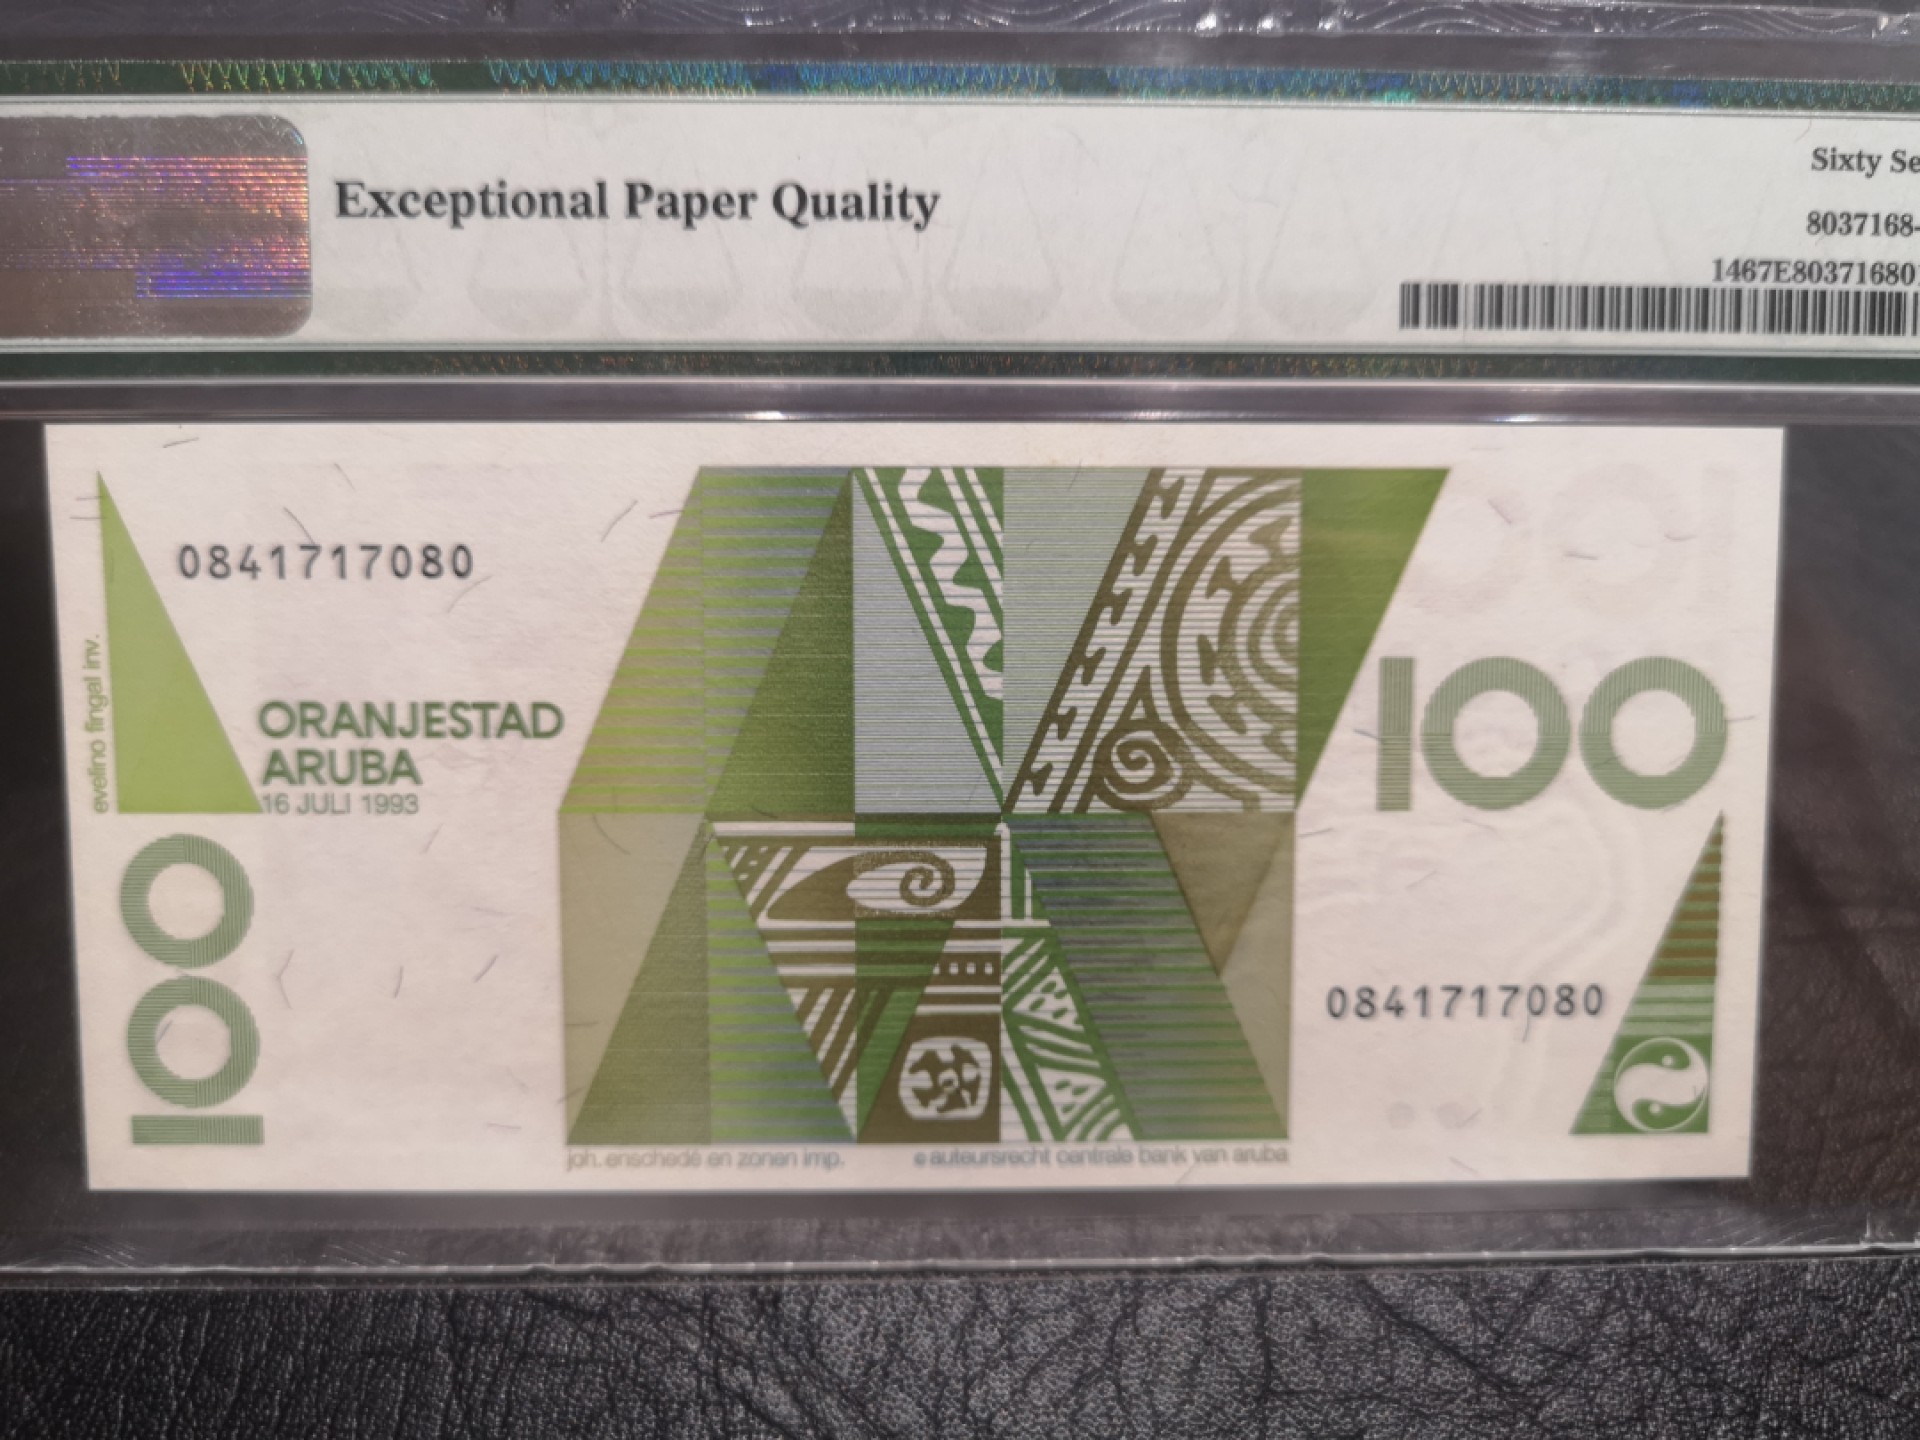 Exceptional Paper Quality
Sixty Se
8037168-
1467E80371680
0841717080
evelino fingal inv.
ORANJESTAD
ARUBA
16 JULI 1993
100
100
0841717080
joh. enschedé en zonen imp.
© auteursrecht centrale bank van aruba